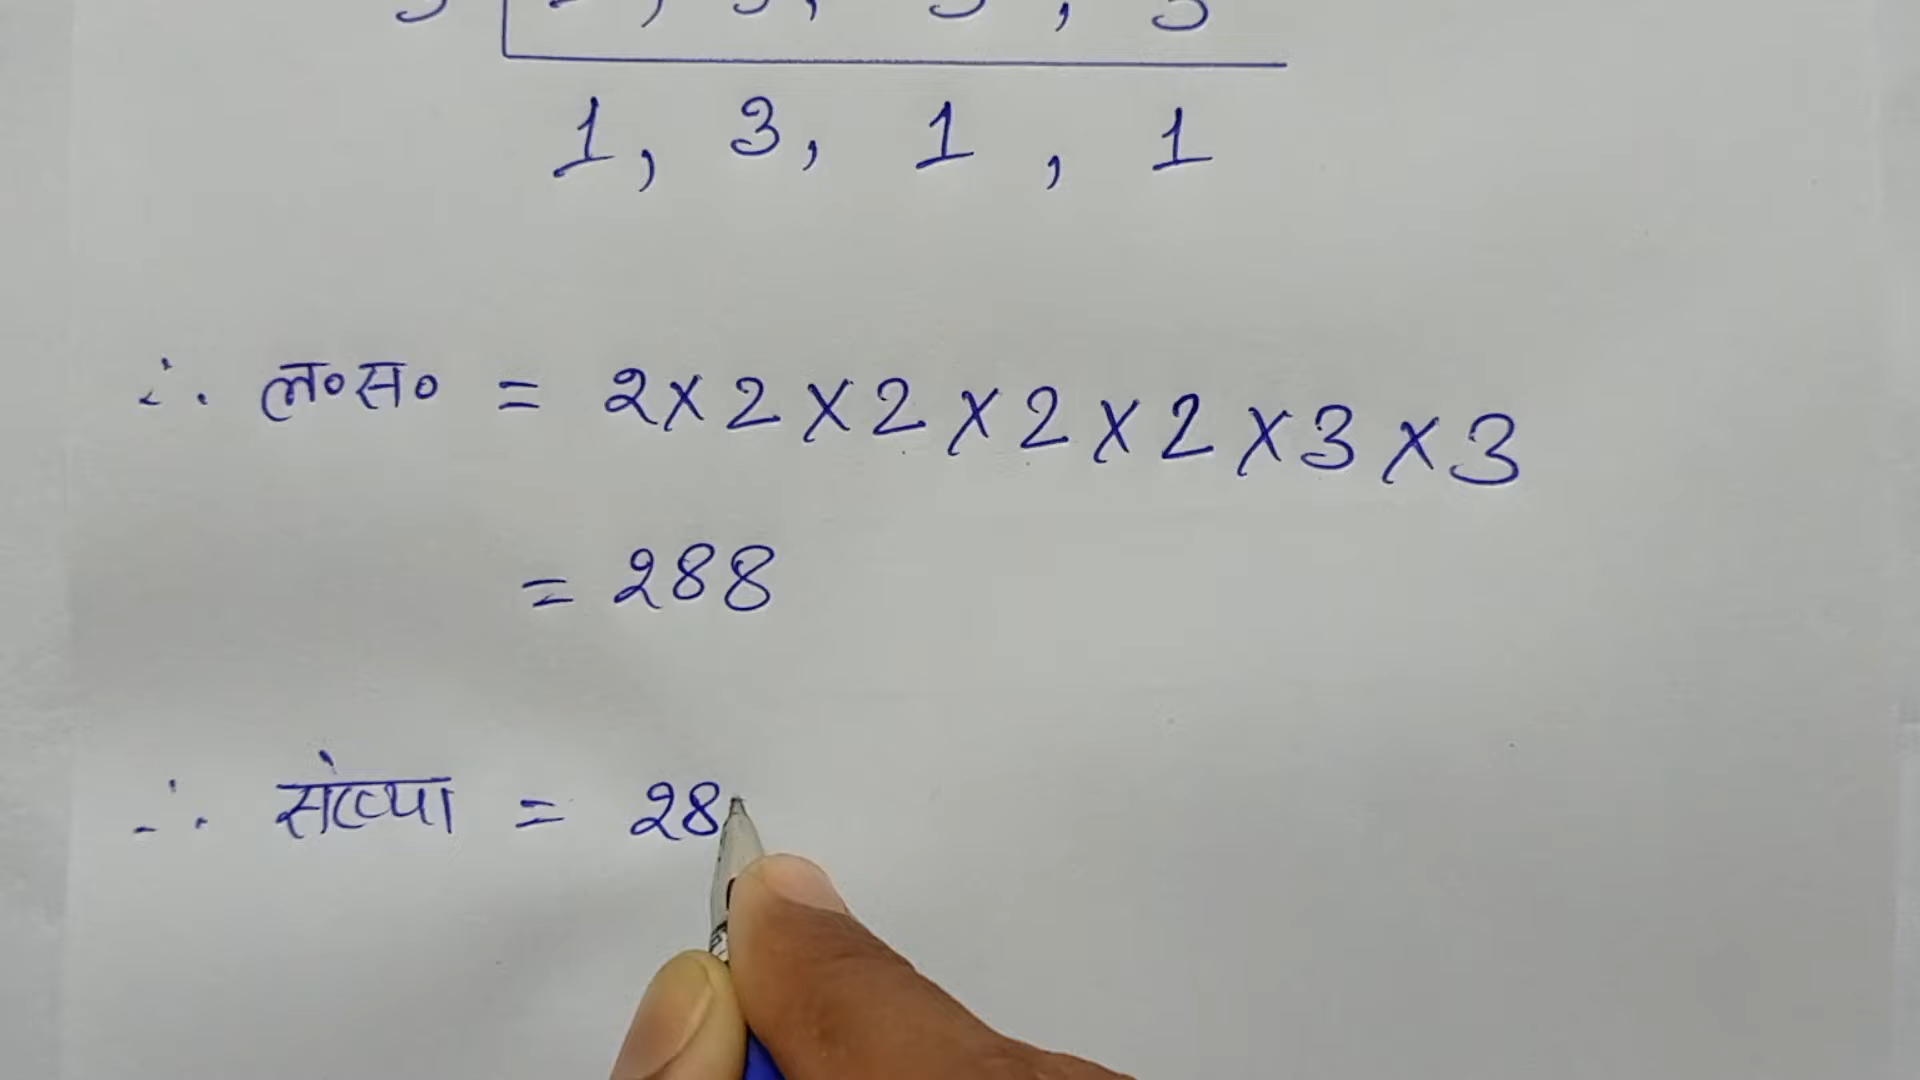 1, 3, 1, 1
∴ ल०स० = 2×2×2×2×2×3×3
= 288
∴ संख्या = 28